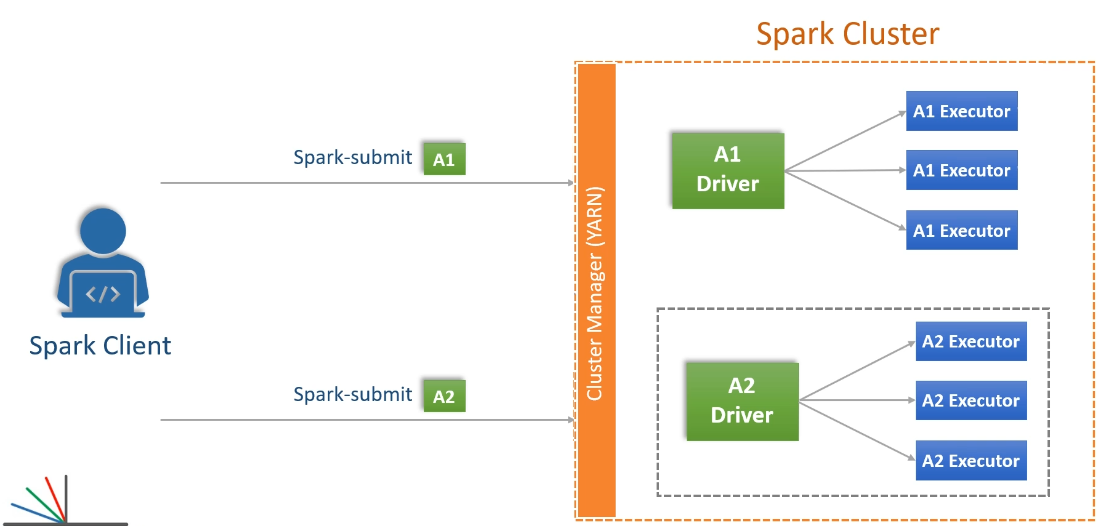 Spark Cluster
Spark-submit A1
Cluster Manager (YARN)
A1
Driver
A1 Executor
A1 Executor
A1 Executor
</>
Spark Client
Spark-submit A2
A2
Driver
A2 Executor
A2 Executor
A2 Executor